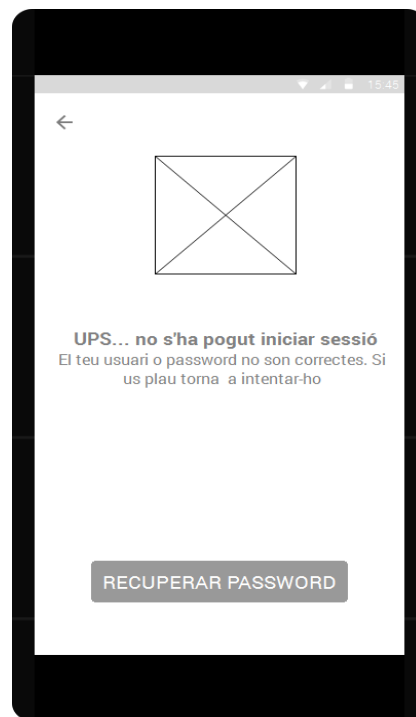 15:45
UPS... no s'ha pogut iniciar sessió
El teu usuari o password no son correctes. Si
us plau torna a intentar-ho
RECUPERAR PASSWORD